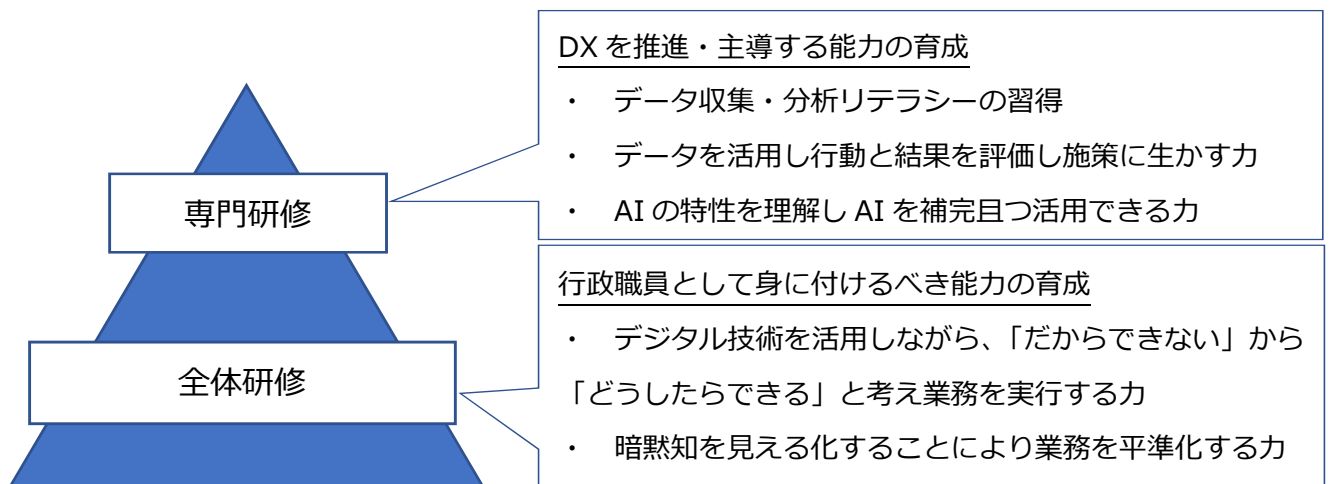 専門研修
DX を推進・主導する能力の育成
・ データ収集・分析リテラシーの習得
・ データを活用し行動と結果を評価し施策に生かす力
・ AI の特性を理解し AI を補完且つ活用できる力
全体研修
行政職員として身に付けるべき能力の育成
・ デジタル技術を活用しながら、「だからできない」から
「どうしたらできる」と考え業務を実行する力
・ 暗黙知を見える化することにより業務を平準化する力